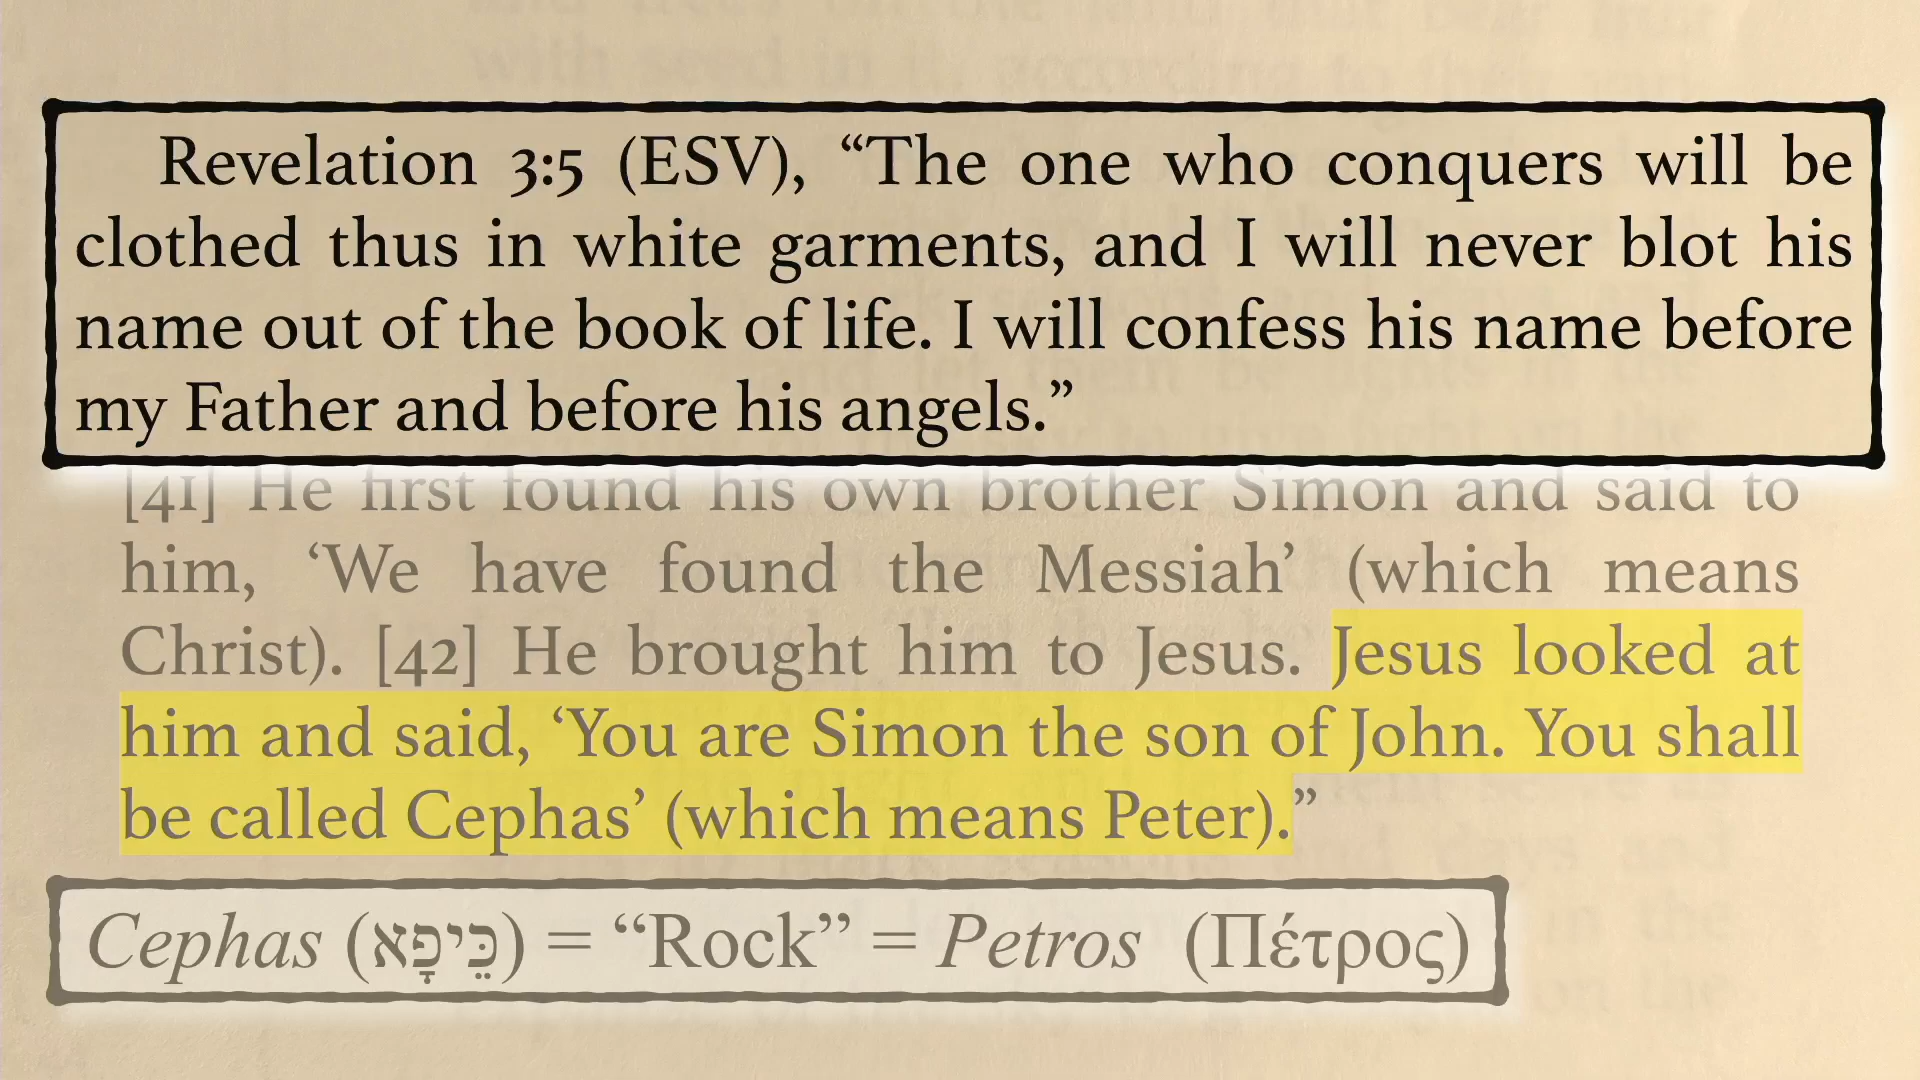 Revelation 3:5 (ESV), “The one who conquers will be
clothed thus in white garments, and I will never blot his
name out of the book of life. I will confess his name before
my Father and before his angels.”
[41] He first found his own brother Simon and said to
him, ‘We have found the Messiah’ (which means
Christ). [42] He brought him to Jesus. Jesus looked at
him and said, ‘You are Simon the son of John. You shall
be called Cephas’ (which means Peter).”
Cephas (כֵּיפָא) = “Rock” = Petros (Πέτρος)